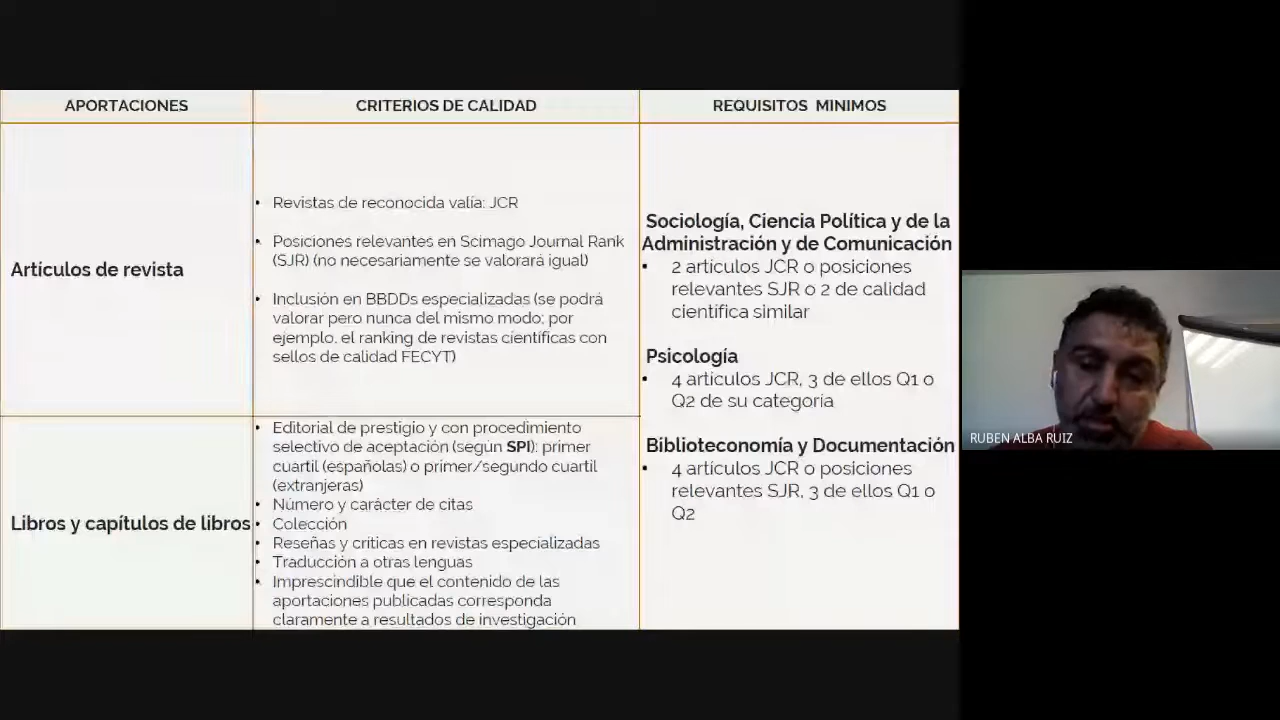 APORTACIONES
CRITERIOS DE CALIDAD
REQUISITOS MINIMOS
Artículos de revista
• Revistas de reconocida valía: JCR
• Posiciones relevantes en Scimago Journal Rank
(SJR) (no necesariamente se valorará igual)
• Inclusión en BBDDs especializadas (se podrá
valorar pero nunca del mismo modo; por
ejemplo, el ranking de revistas científicas con
sellos de calidad FECYT)
Sociología, Ciencia Política y de la
Administración y de Comunicación
• 2 artículos JCR o posiciones
relevantes SJR o 2 de calidad
científica similar
Psicología
• 4 artículos JCR, 3 de ellos Q1 o
Q2 de su categoría
Biblioteconomía y Documentación
• 4 artículos JCR o posiciones
relevantes SJR, 3 de ellos Q1 o
Q2
Libros y capítulos de libros
• Editorial de prestigio y con procedimiento
selectivo de aceptación (según SPI): primer
cuartil (españolas) o primer/segundo cuartil
(extranjeras)
• Número y carácter de citas
• Colección
• Reseñas y críticas en revistas especializadas
• Traducción a otras lenguas
• Imprescindible que el contenido de las
aportaciones publicadas corresponda
claramente a resultados de investigación
RUBEN ALBA RUIZ